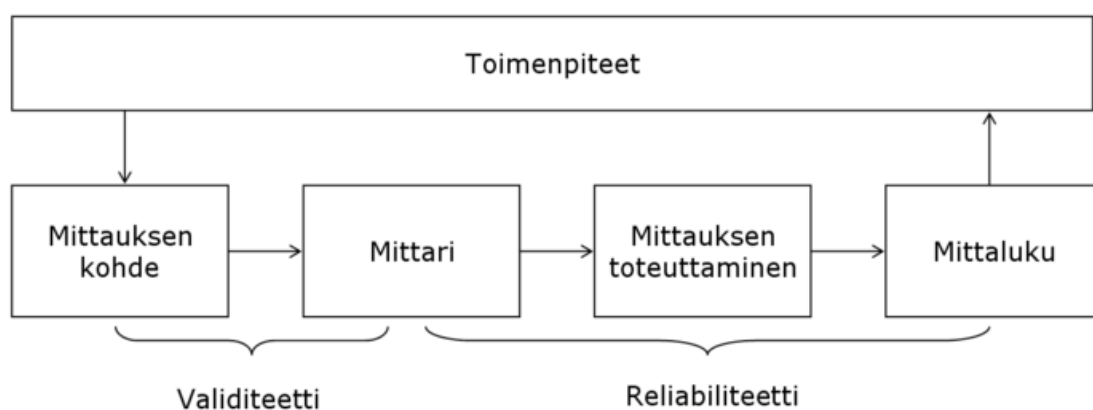 Toimenpiteet
Mittauksen
kohde
Mittari
Mittauksen
toteuttaminen
Mittaluku
Validiteetti
Reliabiliteetti